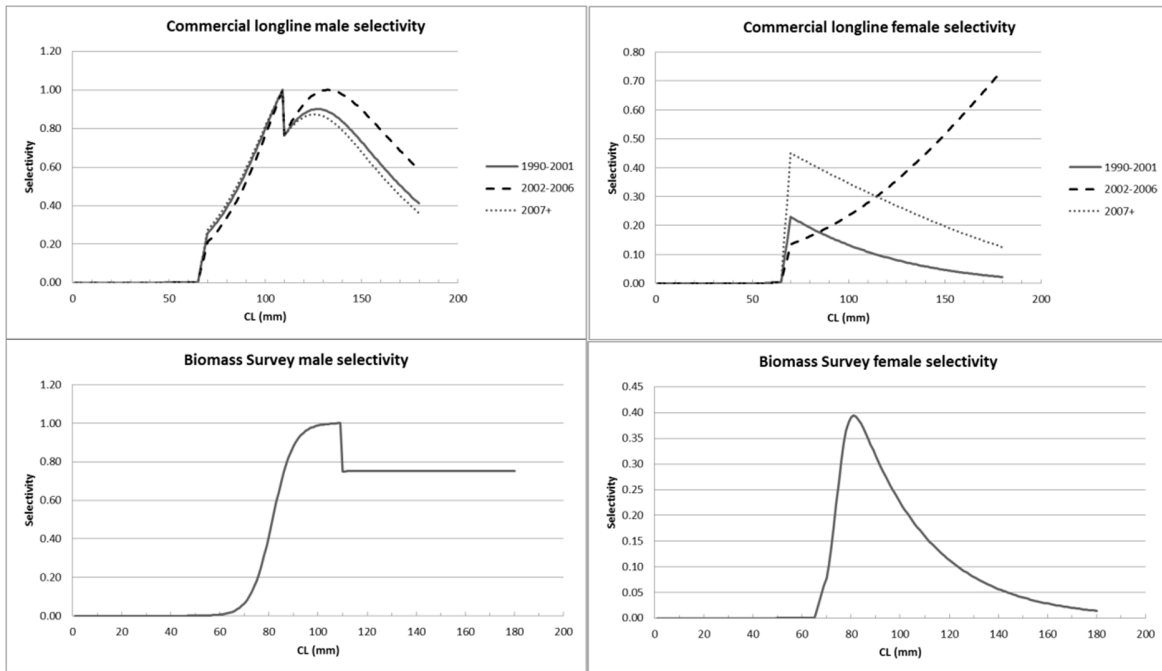 Commercial longline male selectivity
1.20
1.00
0.80
0.60
0.40
0.20
0.00
Selectivity
0 50 100 150 200
CL (mm)
1990-2001
2002-2006
2007+
Commercial longline female selectivity
0.80
0.70
0.60
0.50
0.40
0.30
0.20
0.10
0.00
Selectivity
0 50 100 150 200
CL (mm)
1990-2001
2002-2006
2007+
Biomass Survey male selectivity
1.20
1.00
0.80
0.60
0.40
0.20
0.00
Selectivity
0 20 40 60 80 100 120 140 160 180 200
CL (mm)
Biomass Survey female selectivity
0.45
0.40
0.35
0.30
0.25
0.20
0.15
0.10
0.05
0.00
Selectivity
0 20 40 60 80 100 120 140 160 180 200
CL (mm)